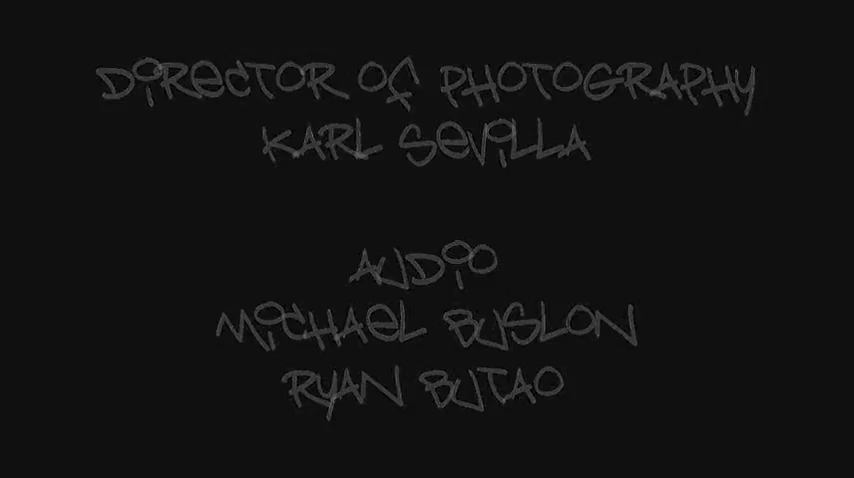 DiRecTOR OF PHOTOGRAPHY
KARL SeViLLA
AUDiO
MiCHAeL BUSLON
RYAN BUTAO